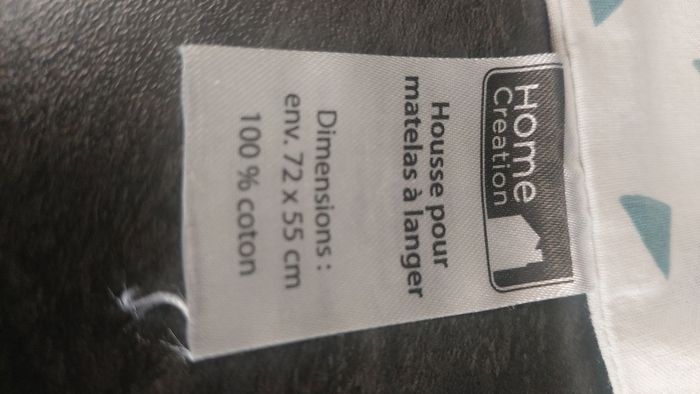 Home
Creation
Housse pour
matelas à langer
Dimensions :
env. 72 x 55 cm
100 % coton